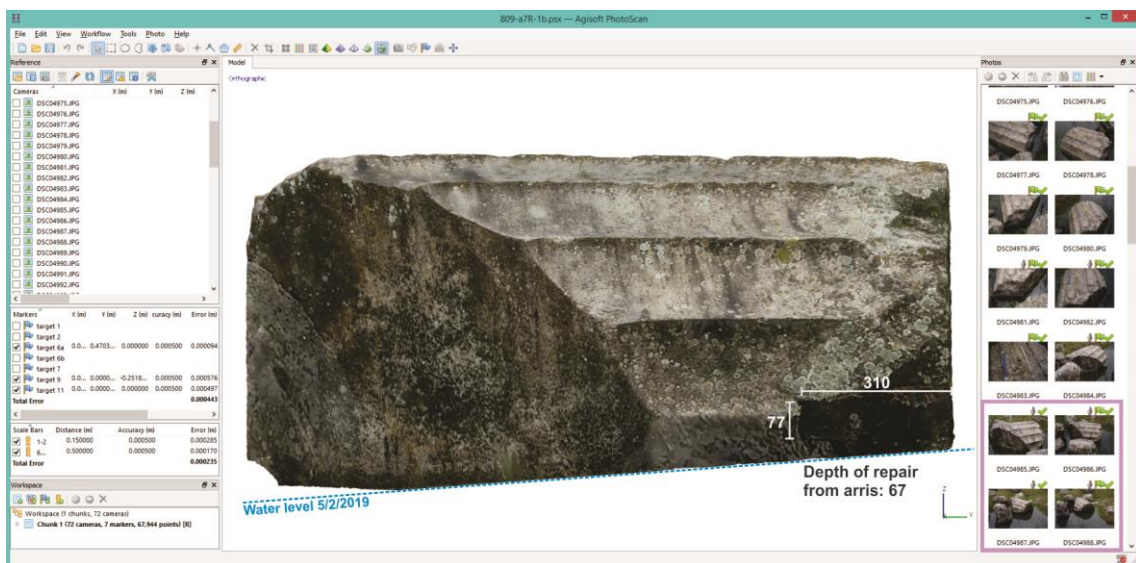 809-a7R-1b.psx — Agisoft PhotoScan
File Edit View Workflow Tools Photo Help
Reference
Cameras X (m) Y (m) Z (m)
DSC04975.JPG
DSC04976.JPG
DSC04977.JPG
DSC04978.JPG
DSC04979.JPG
DSC04980.JPG
DSC04981.JPG
DSC04982.JPG
DSC04983.JPG
DSC04984.JPG
DSC04985.JPG
DSC04986.JPG
DSC04987.JPG
DSC04988.JPG
DSC04989.JPG
DSC04990.JPG
DSC04991.JPG
DSC04992.JPG
Markers X (m) Y (m) Z (m) curacy (m) Error (m)
target 1
target 2
target 6a 0.0... 0.4703... 0.000000 0.000500 0.000094
target 6b
target 7
target 9 0.0... 0.0000... -0.2518... 0.000500 0.000576
target 11 0.0... 0.0000... 0.000000 0.000500 0.000497
Total Error 0.000443
Scale Bars Distance (m) Accuracy (m) Error (m)
1-2 0.150000 0.000500 0.000285
6... 0.500000 0.000500 0.000170
Total Error 0.000235
Workspace
Workspace (1 chunks, 72 cameras)
Chunk 1 (72 cameras, 7 markers, 67,944 points) [R]
Model
Orthographic
310
77
Depth of repair
from arris: 67
Water level 5/2/2019
Z
Y
Photos
DSC04975.JPG DSC04976.JPG
DSC04977.JPG DSC04978.JPG
DSC04979.JPG DSC04980.JPG
DSC04981.JPG DSC04982.JPG
DSC04983.JPG DSC04984.JPG
DSC04985.JPG DSC04986.JPG
DSC04987.JPG DSC04988.JPG